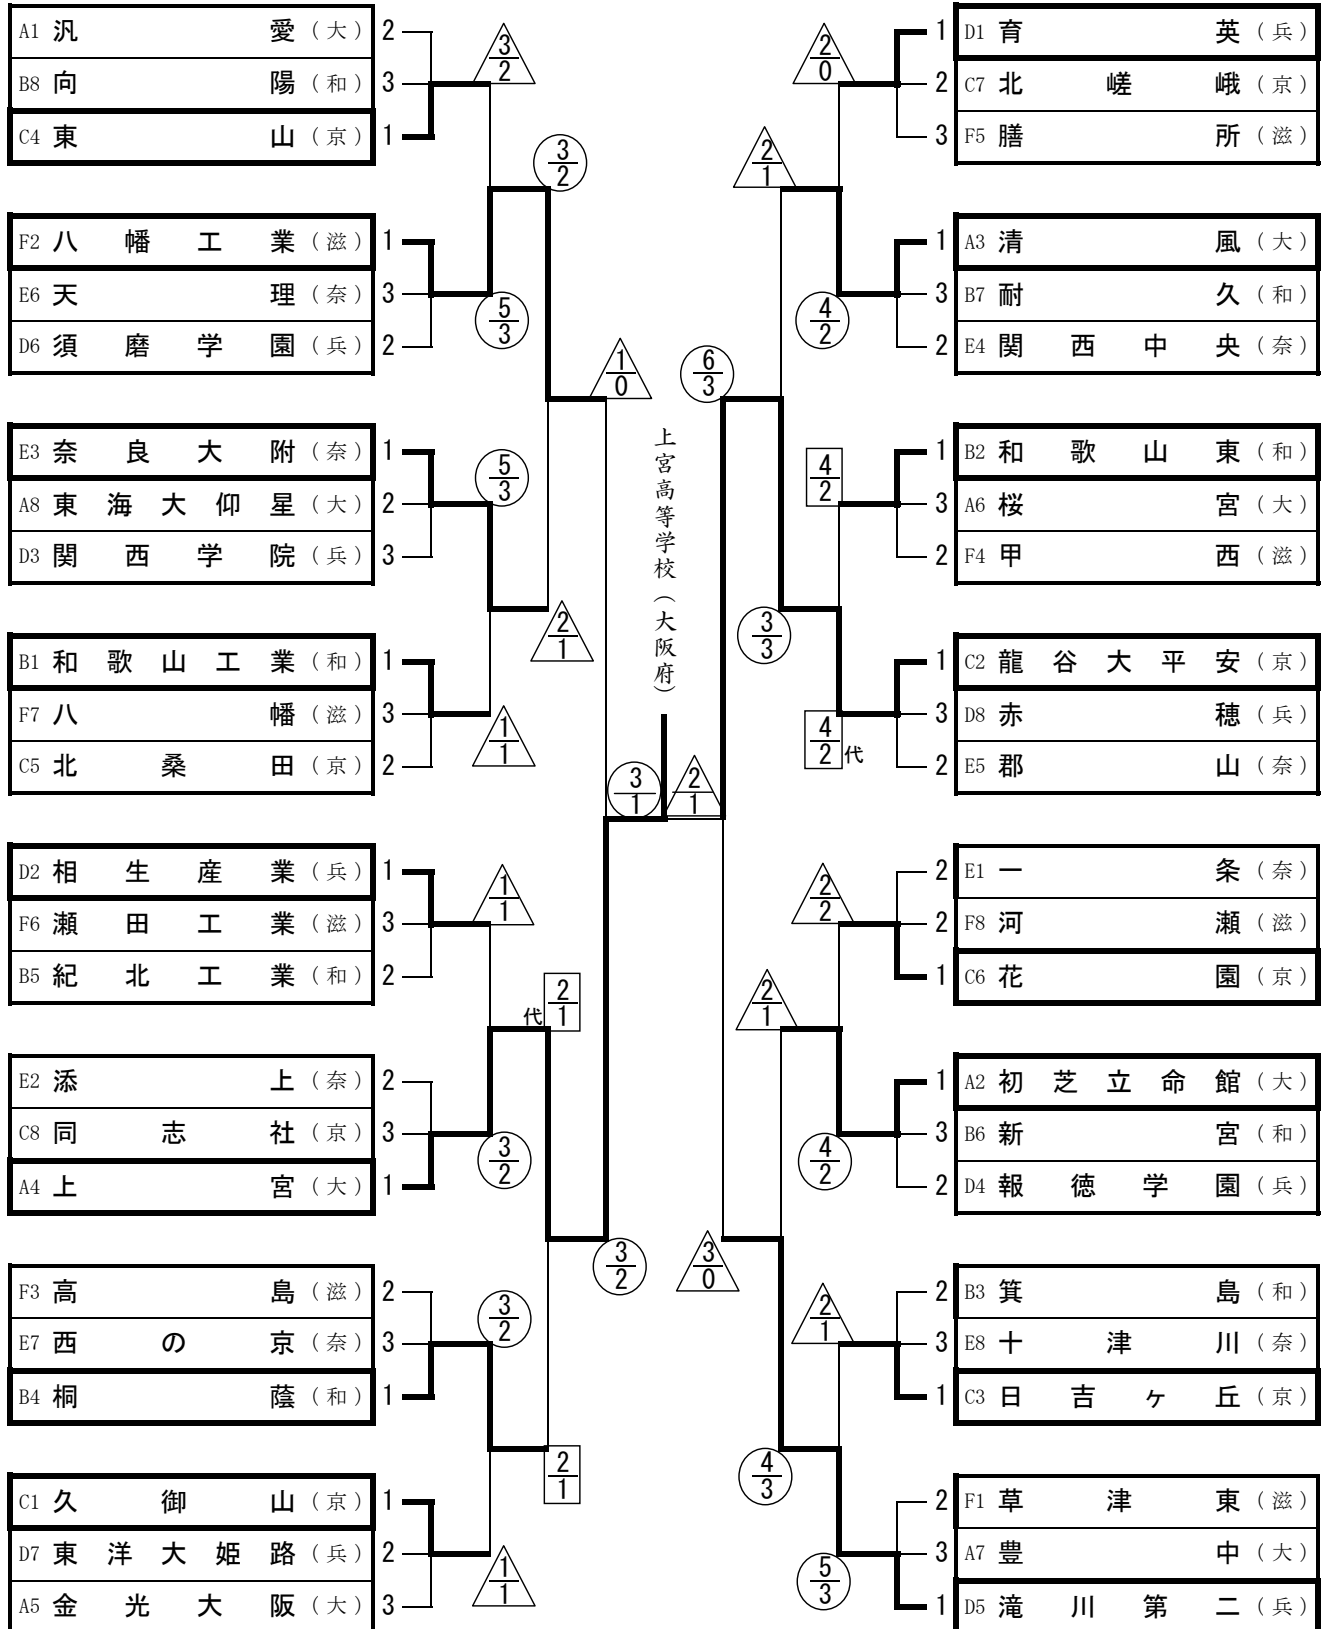 A1 汎愛（大） 2
B8 向陽（和） 3
C4 東山（京） 1
3
2
3
2
F2 八幡工業（滋） 1
E6 天理（奈） 3
D6 須磨学園（兵） 2
5
3
1
0
E3 奈良大附（奈） 1
A8 東海大仰星（大） 2
D3 関西学院（兵） 3
5
3
2
1
B1 和歌山工業（和） 1
F7 八幡（滋） 3
C5 北桑田（京） 2
1
1
3
1
D2 相生産業（兵） 1
F6 瀬田工業（滋） 3
B5 紀北工業（和） 2
1
1
代
2
1
E2 添上（奈） 2
C8 同志社（京） 3
A4 上宮（大） 1
3
2
3
2
F3 高島（滋） 2
E7 西の京（奈） 3
B4 桐蔭（和） 1
3
2
2
1
C1 久御山（京） 1
D7 東洋大姫路（兵） 2
A5 金光大阪（大） 3
1
1
上宮高等学校（大阪府）
2
0
1 D1 育英（兵）
2 C7 北嵯峨（京）
3 F5 膳所（滋）
2
1
1 A3 清風（大）
3 B7 耐久（和）
2 E4 関西中央（奈）
4
2
6
3
1 B2 和歌山東（和）
3 A6 桜宮（大）
2 F4 甲西（滋）
4
2
3
3
1 C2 龍谷大平安（京）
3 D8 赤穂（兵）
2 E5 郡山（奈）
4
2
代
2
1
2 E1 一条（奈）
2 F8 河瀬（滋）
1 C6 花園（京）
2
2
2
1
1 A2 初芝立命館（大）
3 B6 新宮（和）
2 D4 報徳学園（兵）
4
2
3
0
2 B3 箕島（和）
3 E8 十津川（奈）
1 C3 日吉ヶ丘（京）
2
1
4
3
2 F1 草津東（滋）
3 A7 豊中（大）
1 D5 滝川第二（兵）
5
3